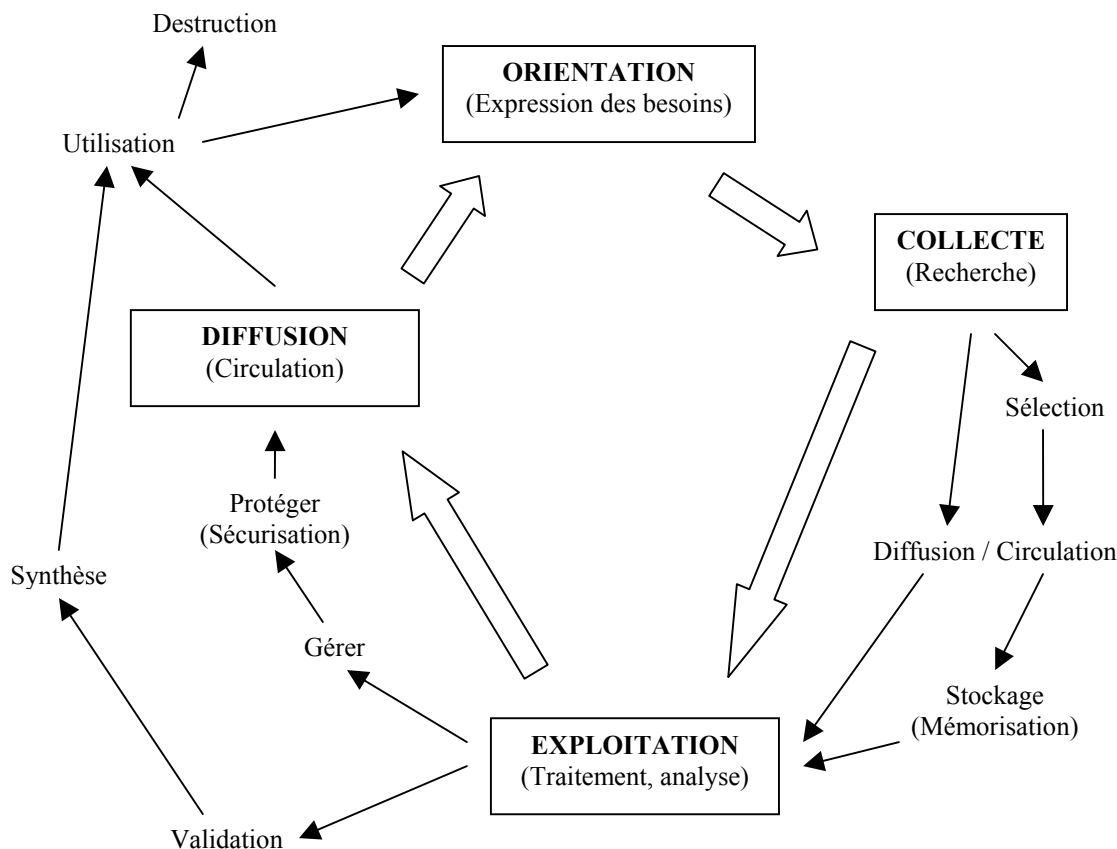 Destruction
ORIENTATION
(Expression des besoins)
Utilisation
COLLECTE
(Recherche)
DIFFUSION
(Circulation)
Sélection
Protéger
(Sécurisation)
Diffusion / Circulation
Synthèse
Gérer
Stockage
(Mémorisation)
EXPLOITATION
(Traitement, analyse)
Validation